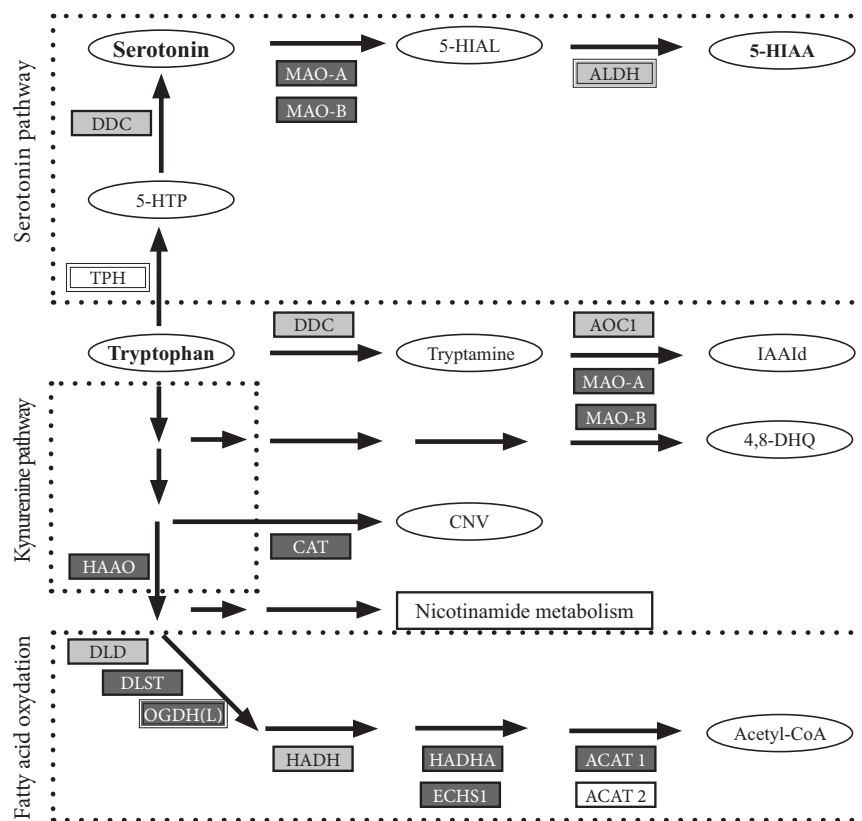 Serotonin pathway
Serotonin
5-HIAL
5-HIAA
MAO-A
ALDH
MAO-B
DDC
5-HTP
TPH
DDC
AOC1
Tryptophan
Tryptamine
IAAId
MAO-A
MAO-B
Kynurenine pathway
4,8-DHQ
CNV
CAT
HAAO
Nicotinamide metabolism
Fatty acid oxydation
DLD
DLST
OGDH(L)
Acetyl-CoA
HADH
HADHA
ACAT 1
ECHS1
ACAT 2